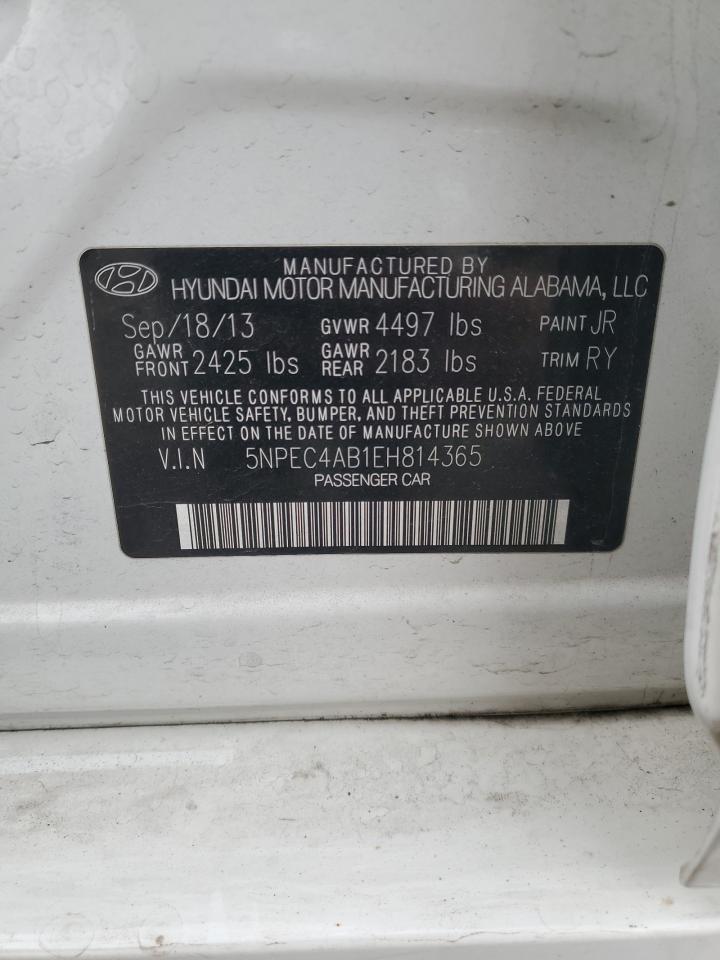 MANUFACTURED BY
HYUNDAI MOTOR MANUFACTURING ALABAMA, LLC
Sep/18/13 GVWR 4497 lbs PAINT JR
GAWR FRONT 2425 lbs GAWR REAR 2183 lbs TRIM RY
THIS VEHICLE CONFORMS TO ALL APPLICABLE U.S.A. FEDERAL
MOTOR VEHICLE SAFETY, BUMPER, AND THEFT PREVENTION STANDARDS
IN EFFECT ON THE DATE OF MANUFACTURE SHOWN ABOVE.
V.I.N 5NPEC4AB1EH814365
PASSENGER CAR